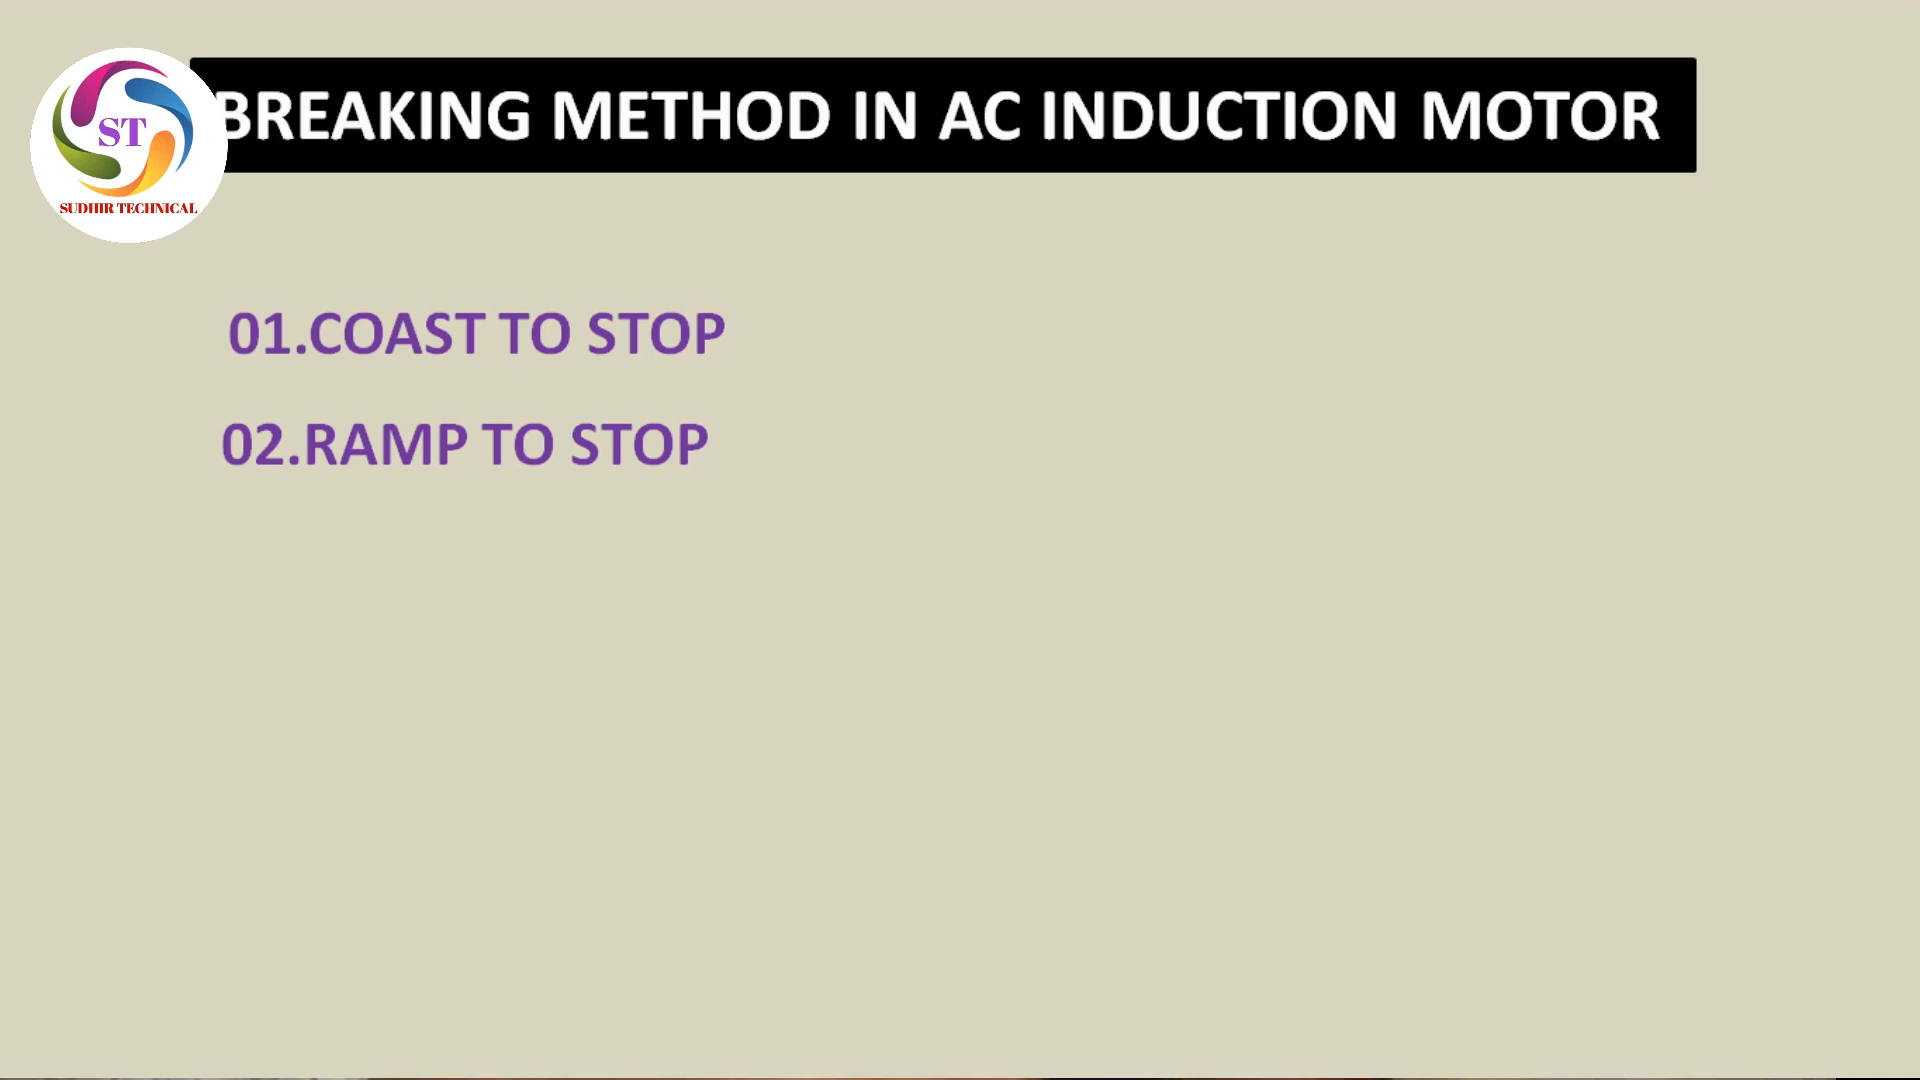 BREAKING METHOD IN AC INDUCTION MOTOR
ST
SUDHIR TECHNICAL
01.COAST TO STOP
02.RAMP TO STOP